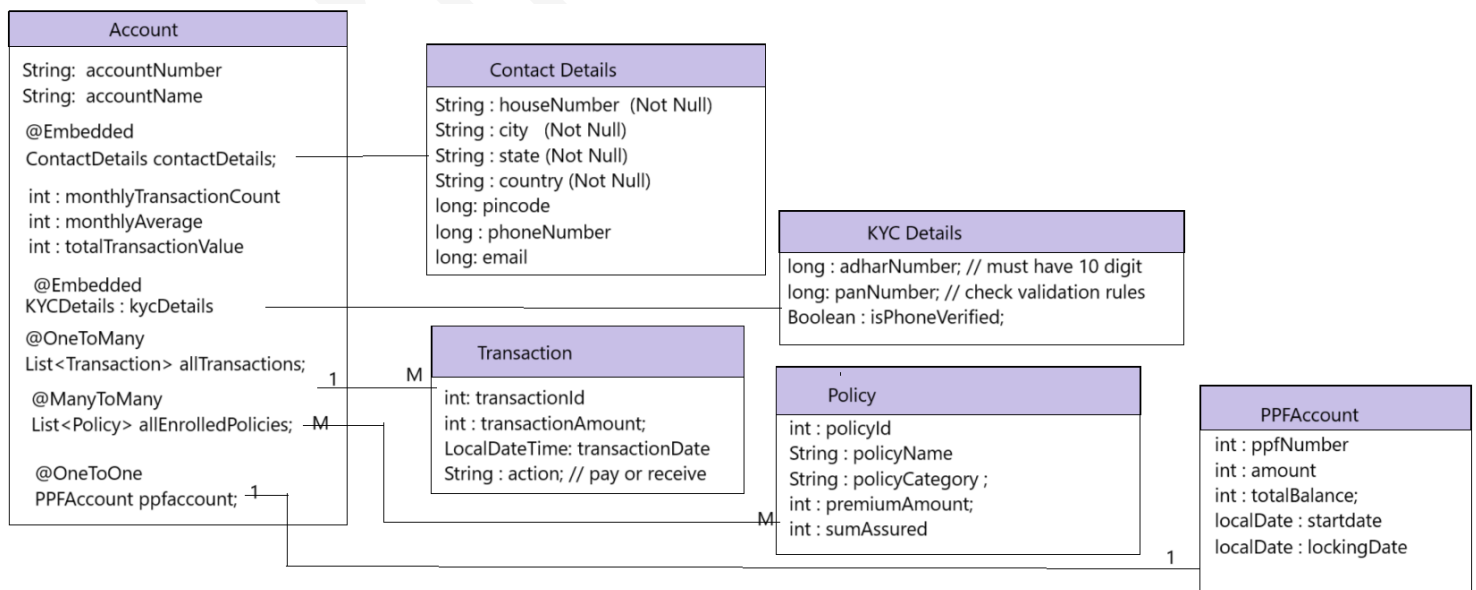 Account
String: accountNumber
String: accountName
@Embedded
ContactDetails contactDetails;
int : monthlyTransactionCount
int : monthlyAverage
int : totalTransactionValue
@Embedded
KYCDetails : kycDetails
@OneToMany
List<Transaction> allTransactions;
1
M
@ManyToMany
List<Policy> allEnrolledPolicies;
M
M
@OneToOne
PPFAccount ppfaccount;
1
1
Contact Details
String : houseNumber (Not Null)
String : city (Not Null)
String : state (Not Null)
String : country (Not Null)
long: pincode
long : phoneNumber
long: email
KYC Details
long : adharNumber; // must have 10 digit
long: panNumber; // check validation rules
Boolean : isPhoneVerified;
Transaction
int: transactionId
int : transactionAmount;
LocalDateTime: transactionDate
String : action; // pay or receive
Policy
int : policyId
String : policyName
String : policyCategory ;
int : premiumAmount;
int : sumAssured
PPFAccount
int : ppfNumber
int : amount
int : totalBalance;
localDate : startdate
localDate : lockingDate